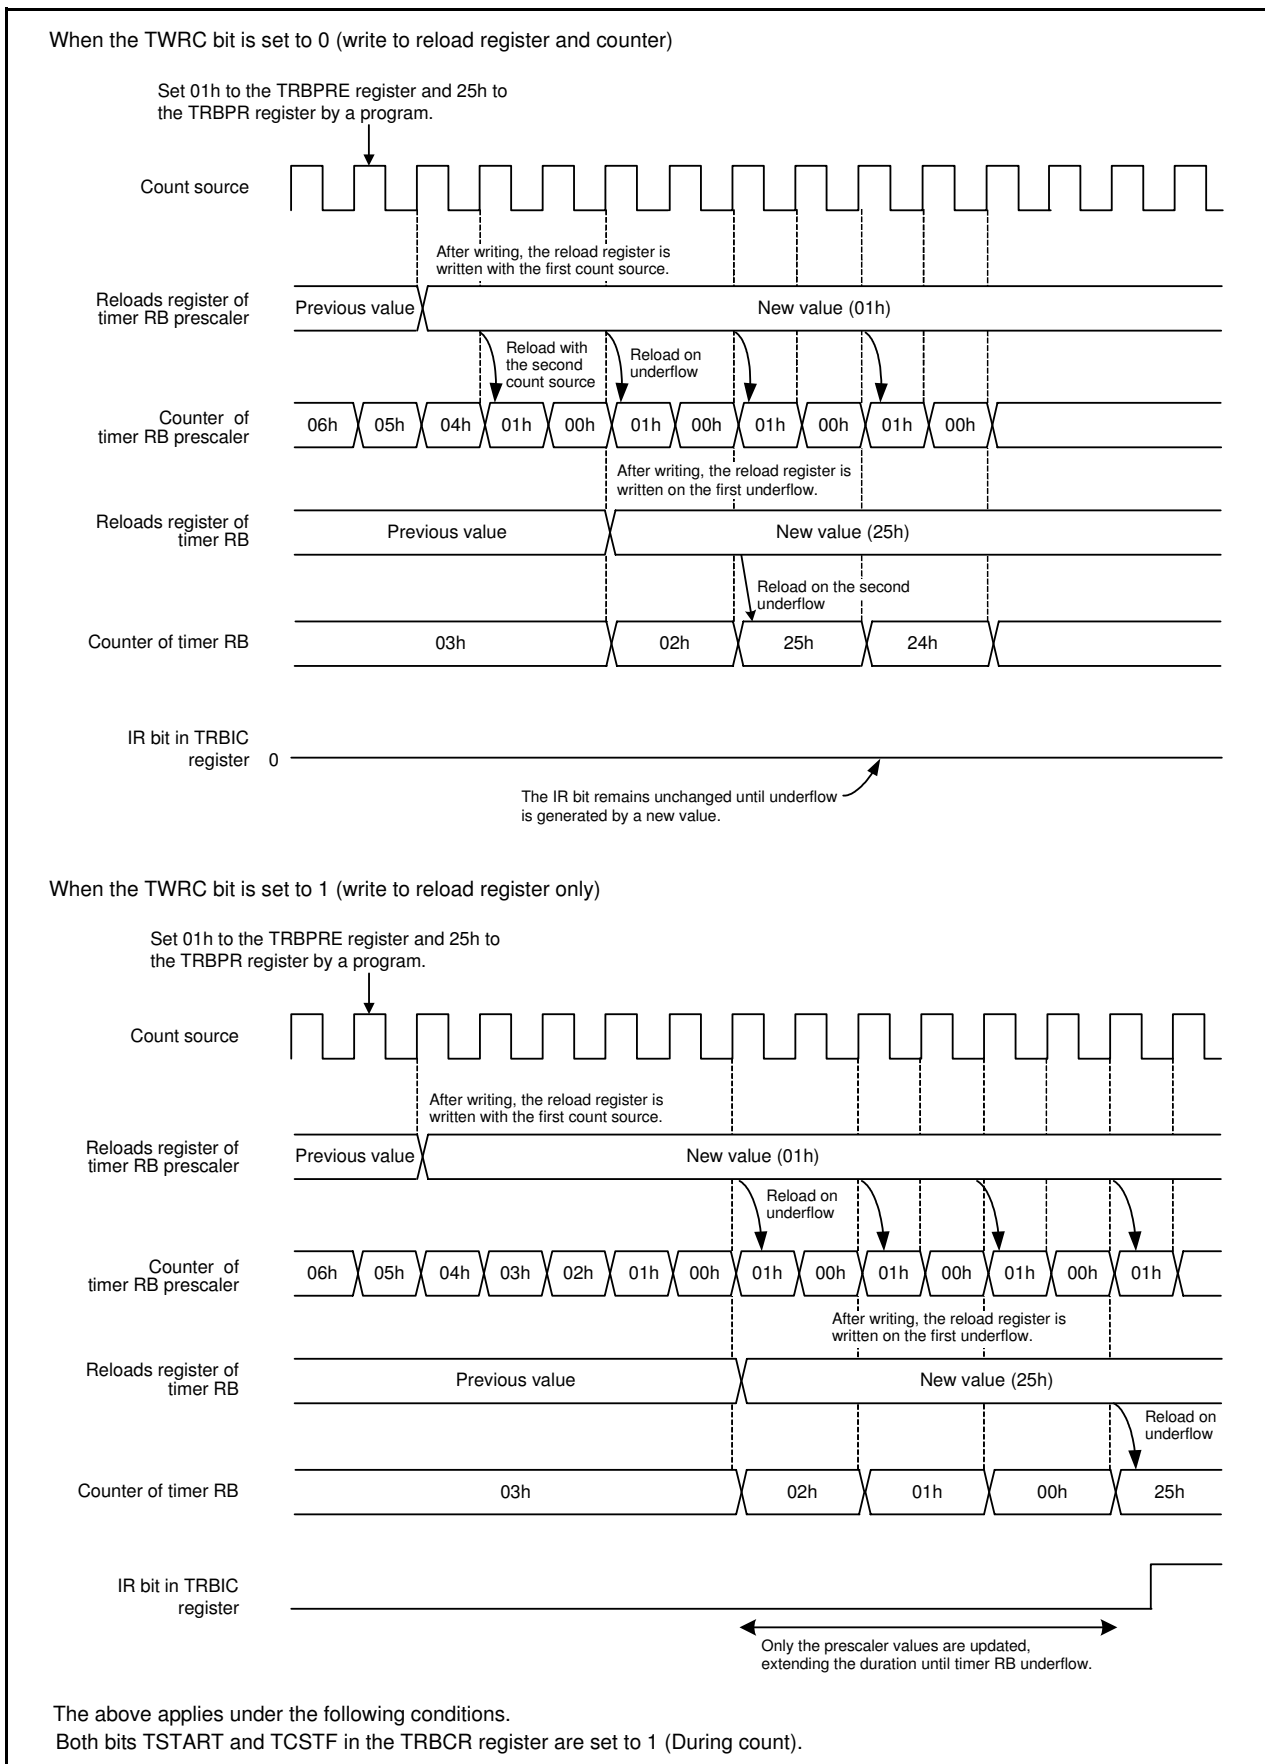 When the TWRC bit is set to 0 (write to reload register and counter)
Set 01h to the TRBPRE register and 25h to
the TRBPR register by a program.
Count source
After writing, the reload register is
written with the first count source.
Reloads register of
timer RB prescaler
Previous value
New value (01h)
Reload with
the second
count source
Reload on
underflow
Counter of
timer RB prescaler
06h 05h 04h 01h 00h 01h 00h 01h 00h 01h 00h
After writing, the reload register is
written on the first underflow.
Reloads register of
timer RB
Previous value
New value (25h)
Reload on the second
underflow
Counter of timer RB
03h 02h 25h 24h
IR bit in TRBIC
register 0
The IR bit remains unchanged until underflow
is generated by a new value.
When the TWRC bit is set to 1 (write to reload register only)
Set 01h to the TRBPRE register and 25h to
the TRBPR register by a program.
Count source
After writing, the reload register is
written with the first count source.
Reloads register of
timer RB prescaler
Previous value
New value (01h)
Reload on
underflow
Counter of
timer RB prescaler
06h 05h 04h 03h 02h 01h 00h 01h 00h 01h 00h 01h 00h 01h
After writing, the reload register is
written on the first underflow.
Reloads register of
timer RB
Previous value
New value (25h)
Reload on
underflow
Counter of timer RB
03h 02h 01h 00h 25h
IR bit in TRBIC
register
Only the prescaler values are updated,
extending the duration until timer RB underflow.
The above applies under the following conditions.
Both bits TSTART and TCSTF in the TRBCR register are set to 1 (During count).